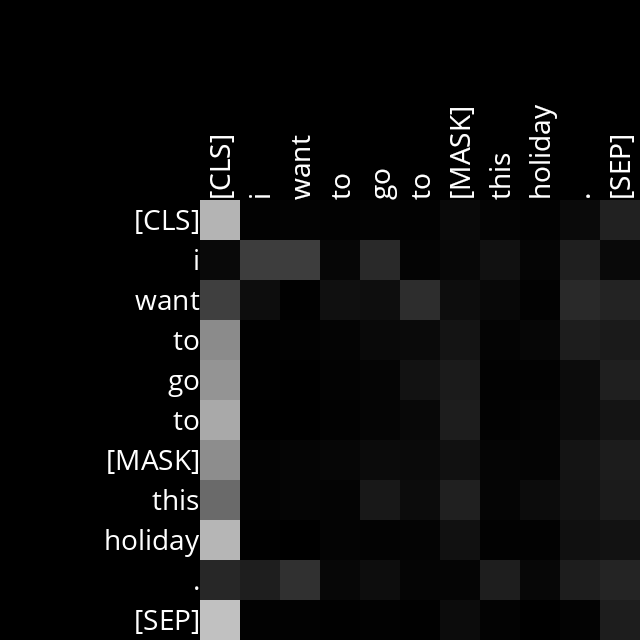 [CLS] i want to go to [MASK] this holiday . [SEP]
[CLS]
i
want
to
go
to
[MASK]
this
holiday
.
[SEP]